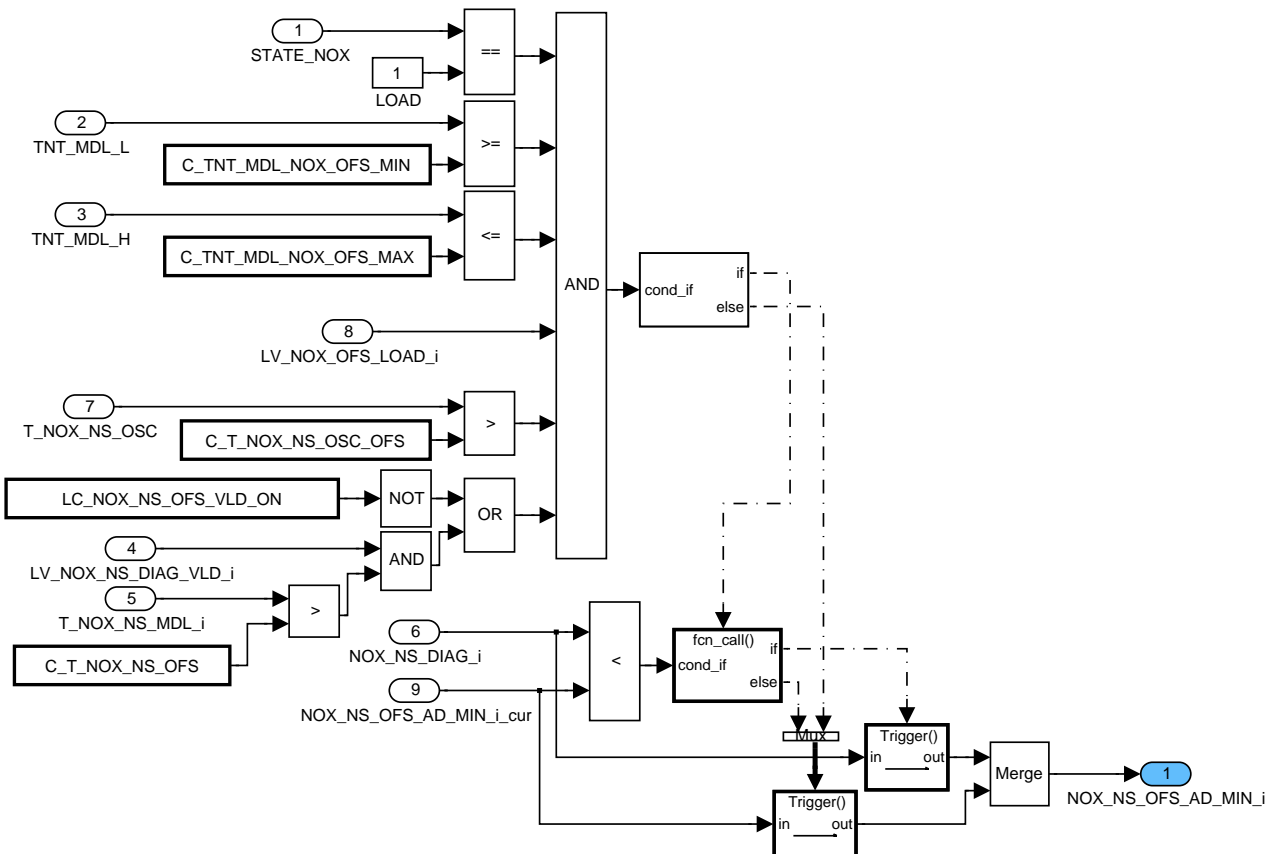 1
STATE_NOX
==
1
LOAD
2
TNT_MDL_L
>=
C_TNT_MDL_NOX_OFS_MIN
3
TNT_MDL_H
<=
C_TNT_MDL_NOX_OFS_MAX
AND
cond_if
if
else
8
LV_NOX_OFS_LOAD_i
7
T_NOX_NS_OSC
>
C_T_NOX_NS_OSC_OFS
LC_NOX_NS_OFS_VLD_ON
NOT
OR
4
LV_NOX_NS_DIAG_VLD_i
AND
5
T_NOX_NS_MDL_i
>
C_T_NOX_NS_OFS
6
NOX_NS_DIAG_i
<
9
NOX_NS_OFS_AD_MIN_i_cur
fcn_call()
cond_if
if
else
Mux
Trigger()
in
out
Trigger()
in
out
Merge
1
NOX_NS_OFS_AD_MIN_i